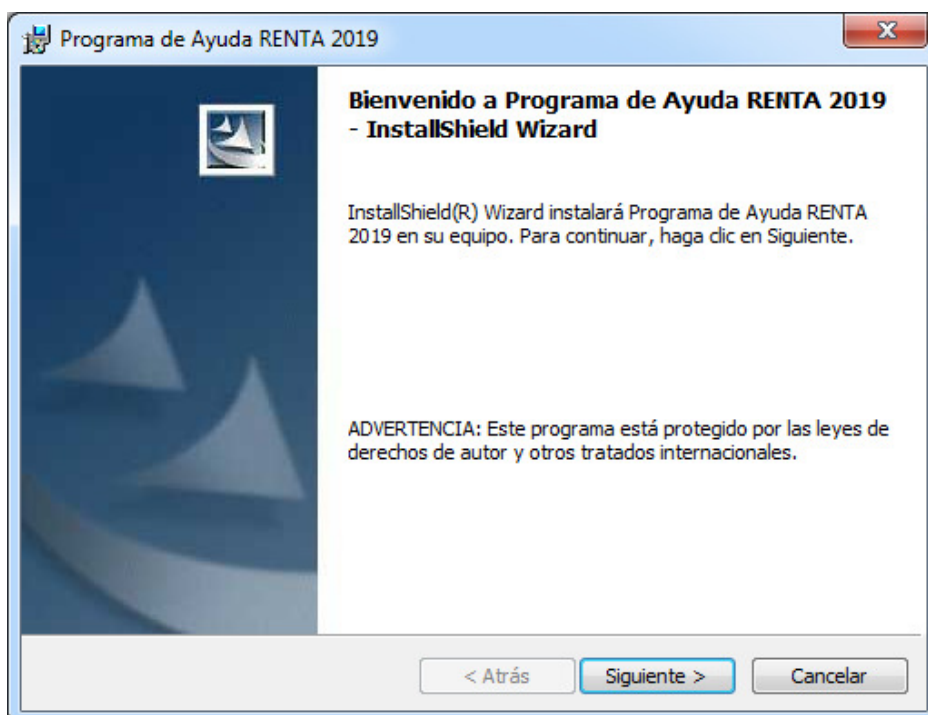 Programa de Ayuda RENTA 2019
Bienvenido a Programa de Ayuda RENTA 2019
- InstallShield Wizard
InstallShield(R) Wizard instalará Programa de Ayuda RENTA
2019 en su equipo. Para continuar, haga clic en Siguiente.
ADVERTENCIA: Este programa está protegido por las leyes de
derechos de autor y otros tratados internacionales.
< Atrás
Siguiente >
Cancelar